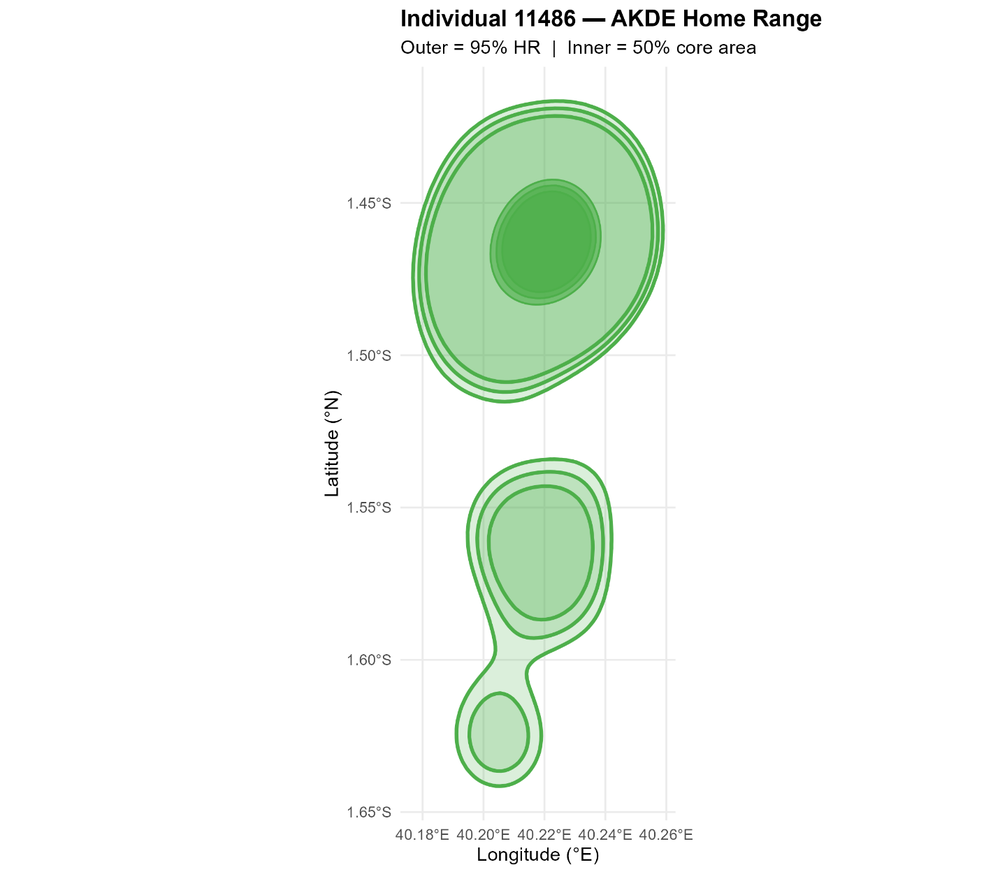 Individual 11486 — AKDE Home Range
Outer = 95% HR | Inner = 50% core area
1.45°S
1.50°S
1.55°S
1.60°S
1.65°S
Latitude (°N)
40.18°E 40.20°E 40.22°E 40.24°E 40.26°E
Longitude (°E)